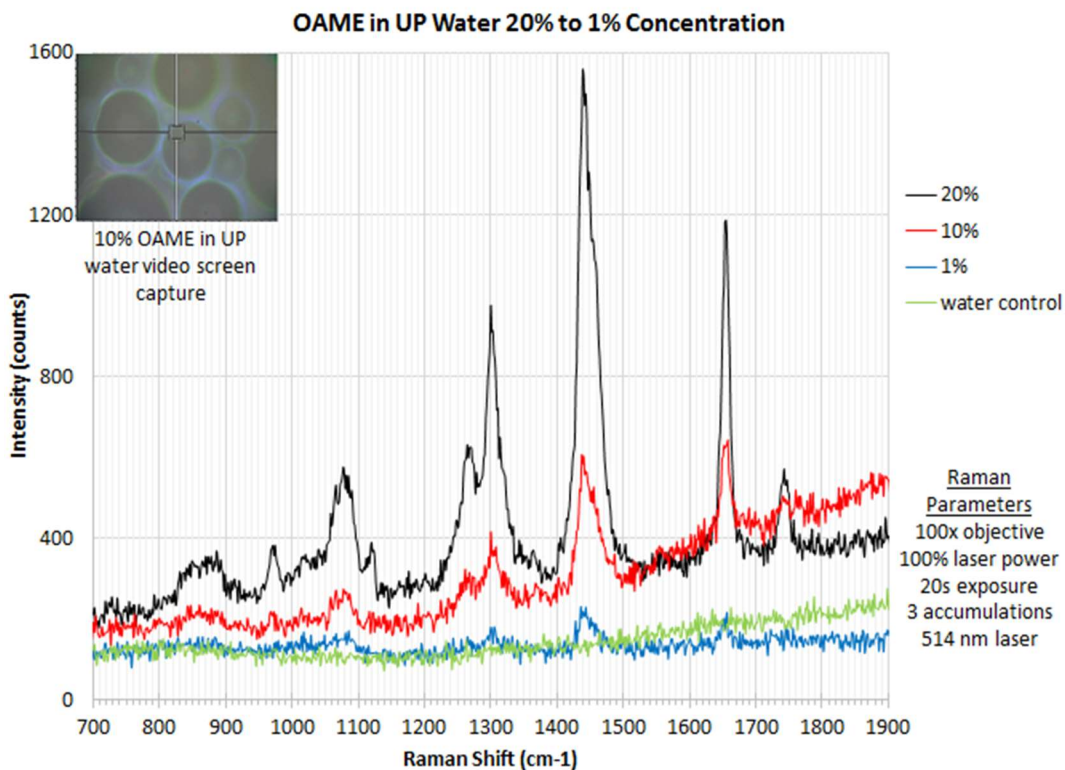 OAME in UP Water 20% to 1% Concentration
1600
1200
800
400
0
Intensity (counts)
10% OAME in UP
water video screen
capture
20%
10%
1%
water control
Raman
Parameters
100x objective
100% laser power
20s exposure
3 accumulations
514 nm laser
700 800 900 1000 1100 1200 1300 1400 1500 1600 1700 1800 1900
Raman Shift (cm-1)